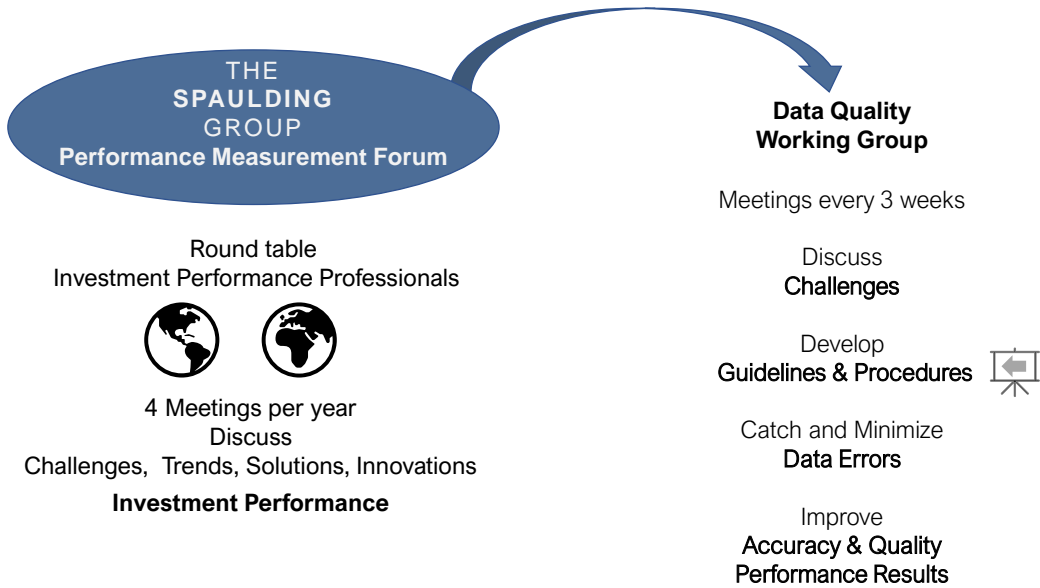 THE
SPAULDING
GROUP
Performance Measurement Forum
Round table
Investment Performance Professionals
4 Meetings per year
Discuss
Challenges, Trends, Solutions, Innovations
Investment Performance
Data Quality
Working Group
Meetings every 3 weeks
Discuss
Challenges
Develop
Guidelines & Procedures
Catch and Minimize
Data Errors
Improve
Accuracy & Quality
Performance Results